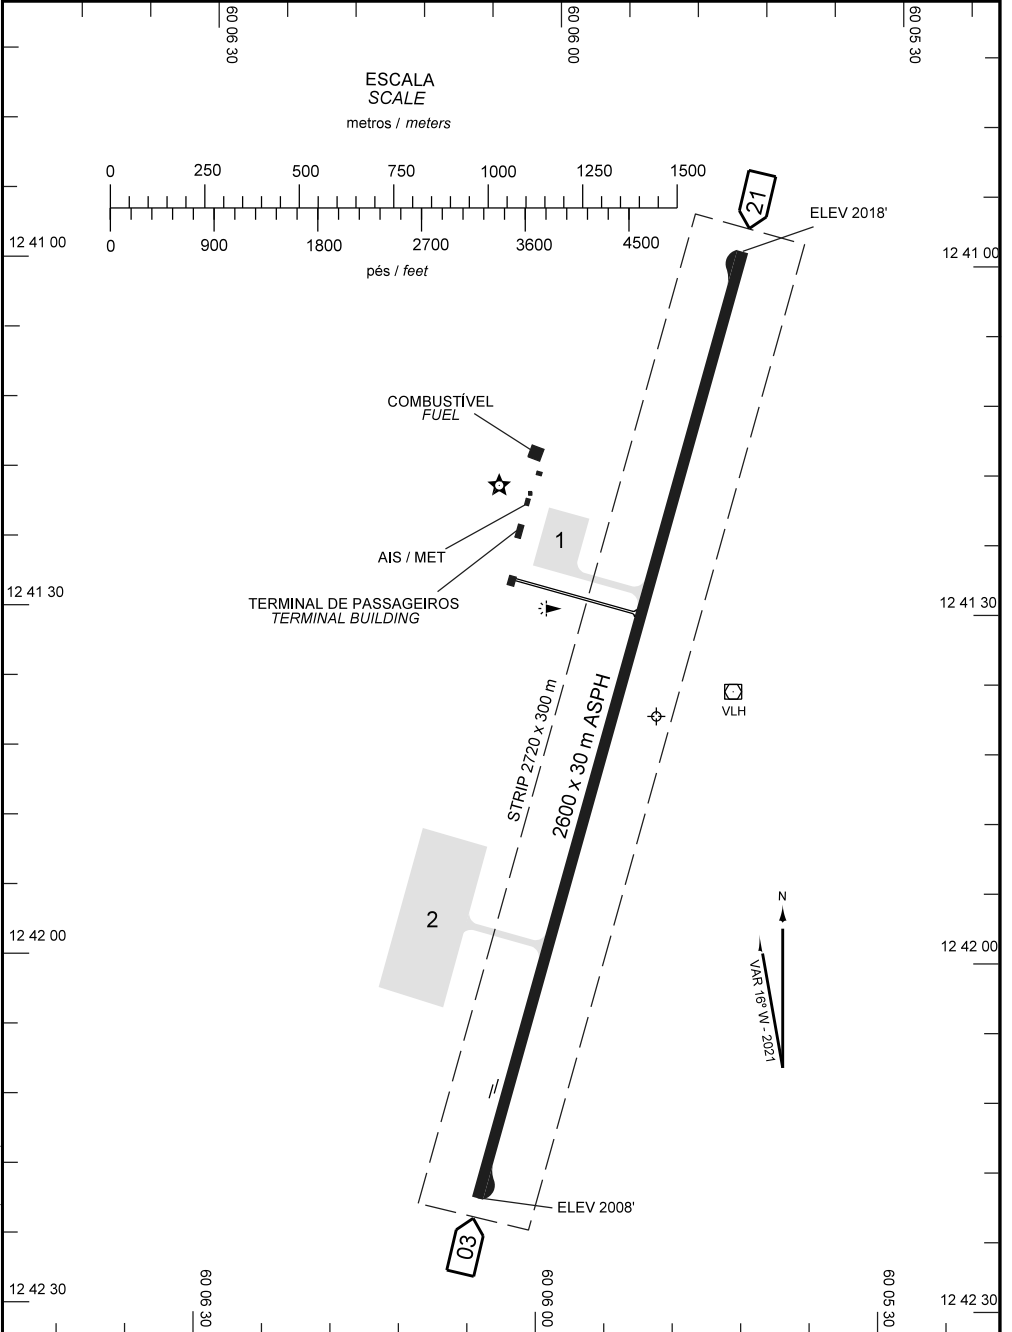 60 06 30
60 06 00
60 05 30
ESCALA
SCALE
metros / meters
0 250 500 750 1000 1250 1500
0 900 1800 2700 3600 4500
pés / feet
21
ELEV 2018'
12 41 00
12 41 00
COMBUSTÍVEL
FUEL
1
AIS / MET
12 41 30
12 41 30
TERMINAL DE PASSAGEIROS
TERMINAL BUILDING
STRIP 2720 x 300 m
2600 x 30 m ASPH
VLH
2
N
VAR 16º W - 2021
12 42 00
12 42 00
ELEV 2008'
03
12 42 30
12 42 30
60 06 30
60 06 00
60 05 30